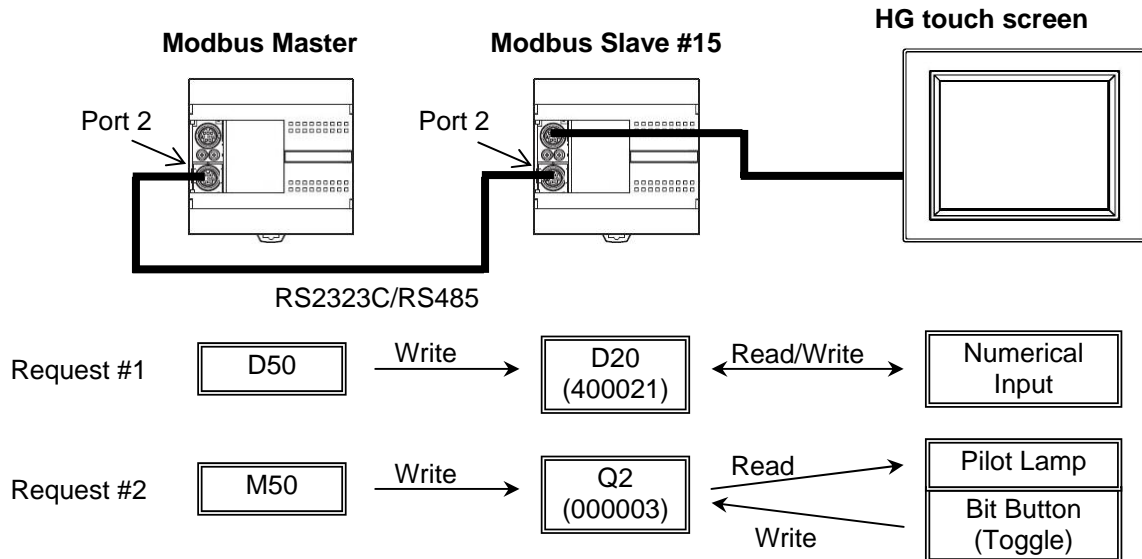 HG touch screen
Modbus Master
Modbus Slave #15
Port 2
Port 2
RS2323C/RS485
Request #1
D50
Write
D20
(400021)
Read/Write
Numerical
Input
Request #2
M50
Write
Q2
(000003)
Read
Write
Pilot Lamp
Bit Button
(Toggle)